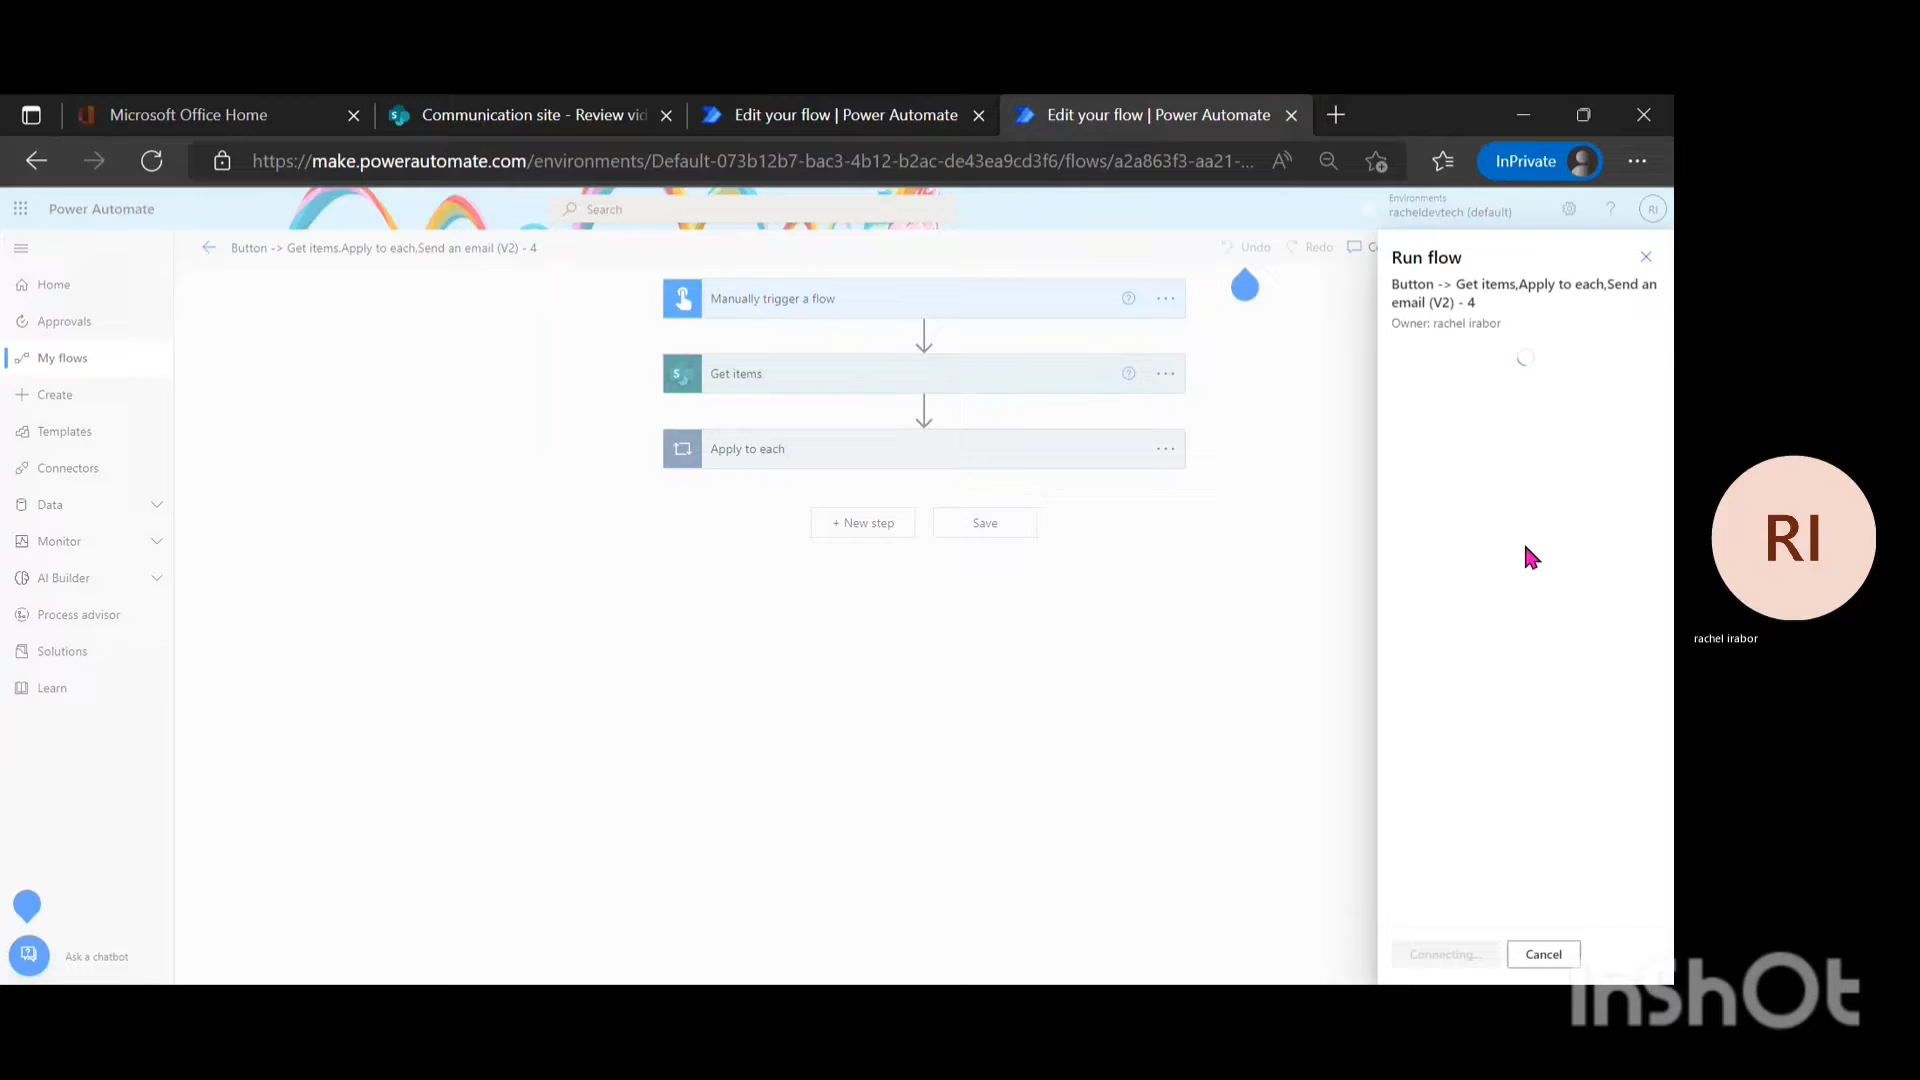 Microsoft Office Home
Communication site - Review vid
Edit your flow | Power Automate
Edit your flow | Power Automate
https://make.powerautomate.com/environments/Default-073b12b7-bac3-4b12-b2ac-de43ea9cd3f6/flows/a2a863f3-aa21-...
InPrivate
Power Automate
Search
Environments
racheldevtech (default)
RI
Button -> Get items,Apply to each,Send an email (V2) - 4
Undo
Redo
Home
Approvals
My flows
Create
Templates
Connectors
Data
Monitor
AI Builder
Process advisor
Solutions
Learn
Ask a chatbot
Manually trigger a flow
Get items
Apply to each
+ New step
Save
Run flow
Button -> Get items,Apply to each,Send an
email (V2) - 4
Owner: rachel irabor
Connecting...
Cancel
RI
rachel irabor
InShOt